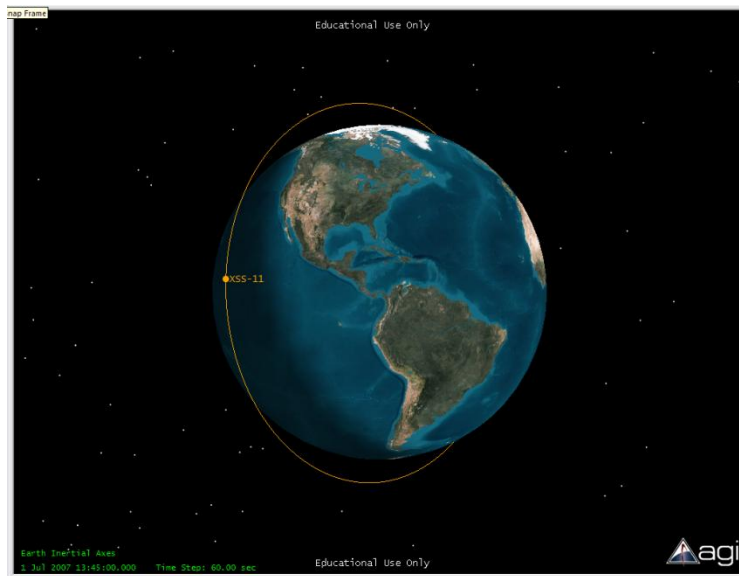 nap Frame
Educational Use Only
XSS-11
Earth Inertial Axes
1 Jul 2007 13:45:00.000 Time Step: 60.00 sec
Educational Use Only
agi